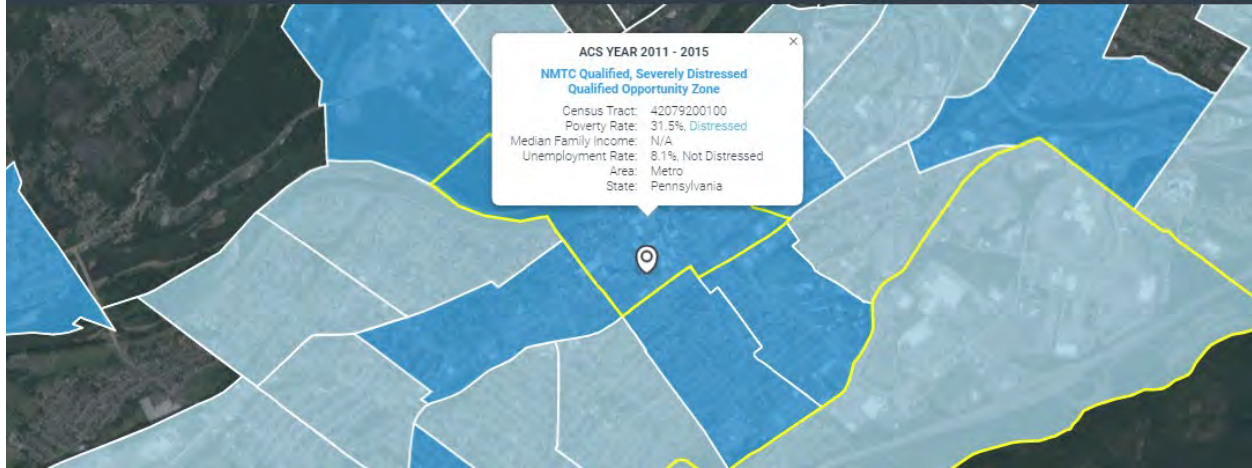 ×
ACS YEAR 2011 - 2015
NMTC Qualified, Severely Distressed
Qualified Opportunity Zone
Census Tract: 42079200100
Poverty Rate: 31.5%, Distressed
Median Family Income: N/A
Unemployment Rate: 8.1%, Not Distressed
Area: Metro
State: Pennsylvania